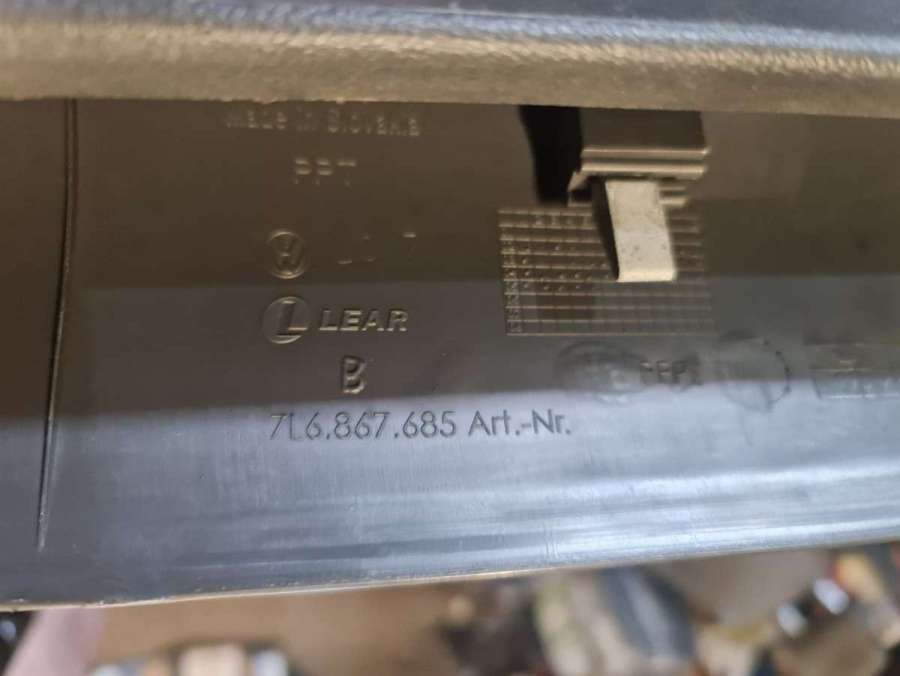 Made in Slovakia
PPT
LEAR
B
7L6.867.685 Art.-Nr.